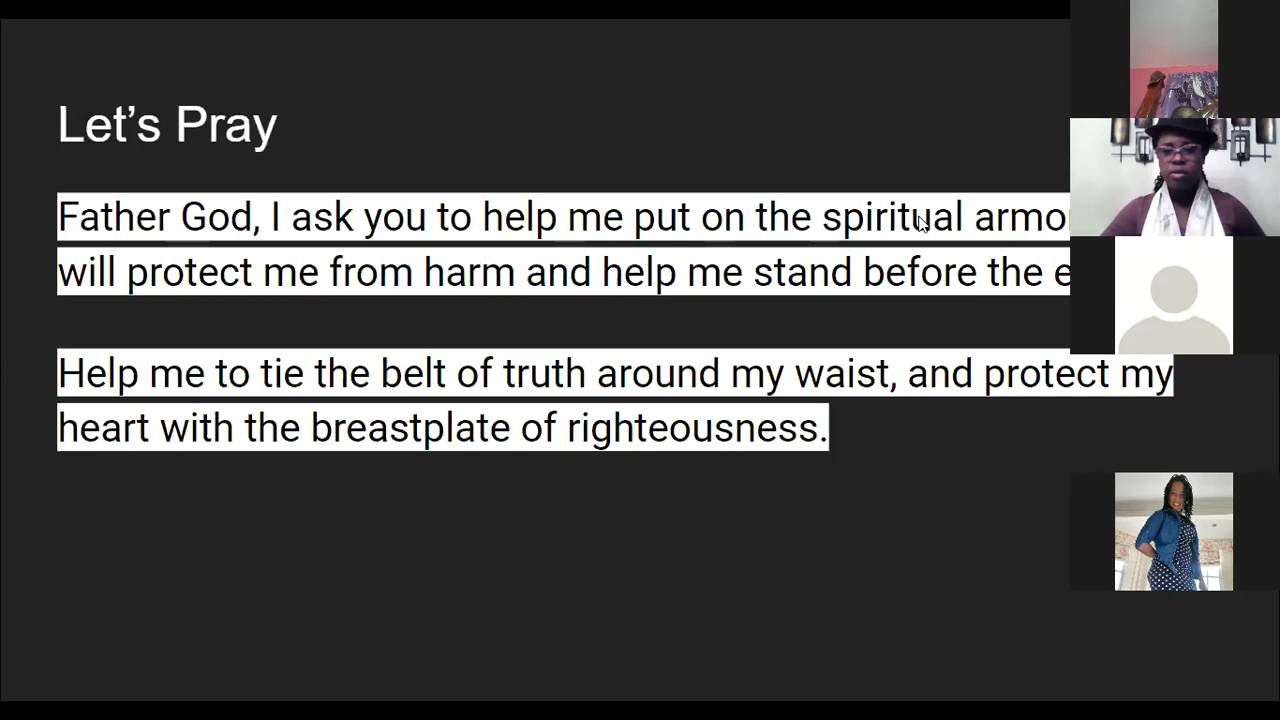 Let’s Pray
Father God, I ask you to help me put on the spiritual
will protect me from harm and help me stand before the
Help me to tie the belt of truth around my waist, and protect my
heart with the breastplate of righteousness.